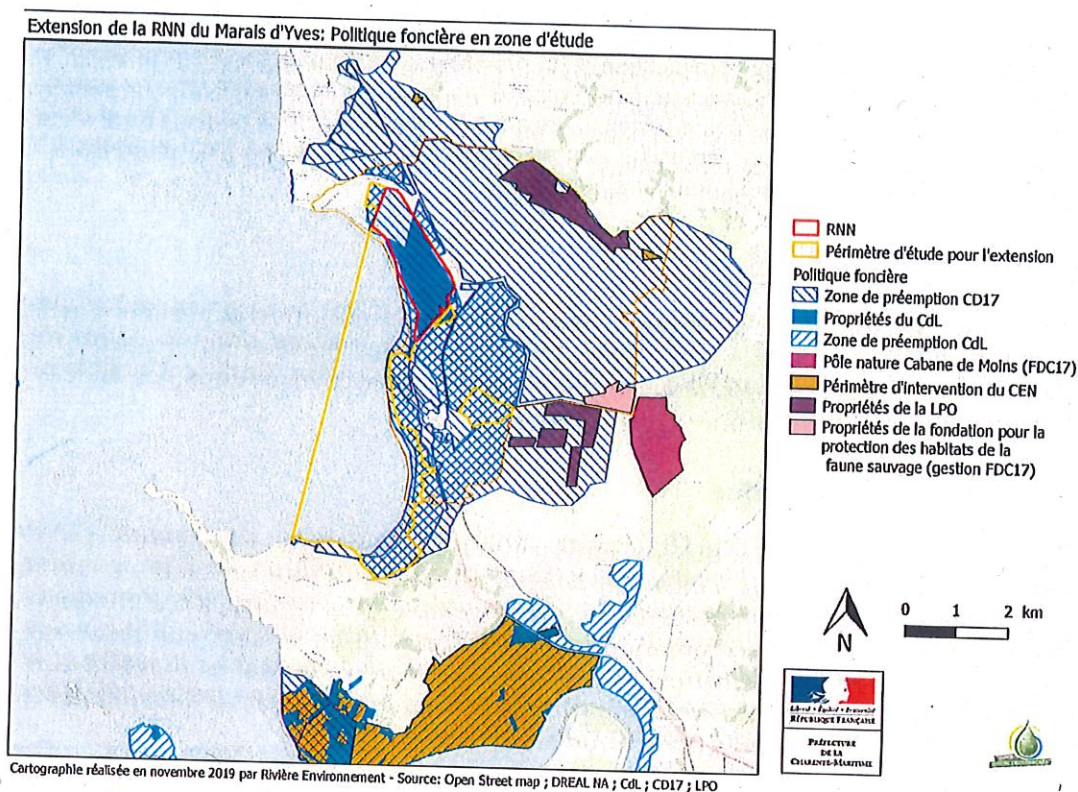 Extension de la RNN du Marais d'Yves: Politique foncière en zone d'étude
RNN
Périmètre d'étude pour l'extension
Politique foncière
Zone de préemption CD17
Propriétés du CdL
Zone de préemption CdL
Pôle nature Cabane de Moins (FDC17)
Périmètre d'intervention du CEN
Propriétés de la LPO
Propriétés de la fondation pour la
protection des habitats de la
faune sauvage (gestion FDC17)
N
0 1 2 km
Liberté • Égalité • Fraternité
RÉPUBLIQUE FRANÇAISE
PRÉFECTURE
DE LA
CHARENTE-MARITIME
Cartographie réalisée en novembre 2019 par Rivière Environnement - Source: Open Street map ; DREAL NA ; CdL ; CD17 ; LPO